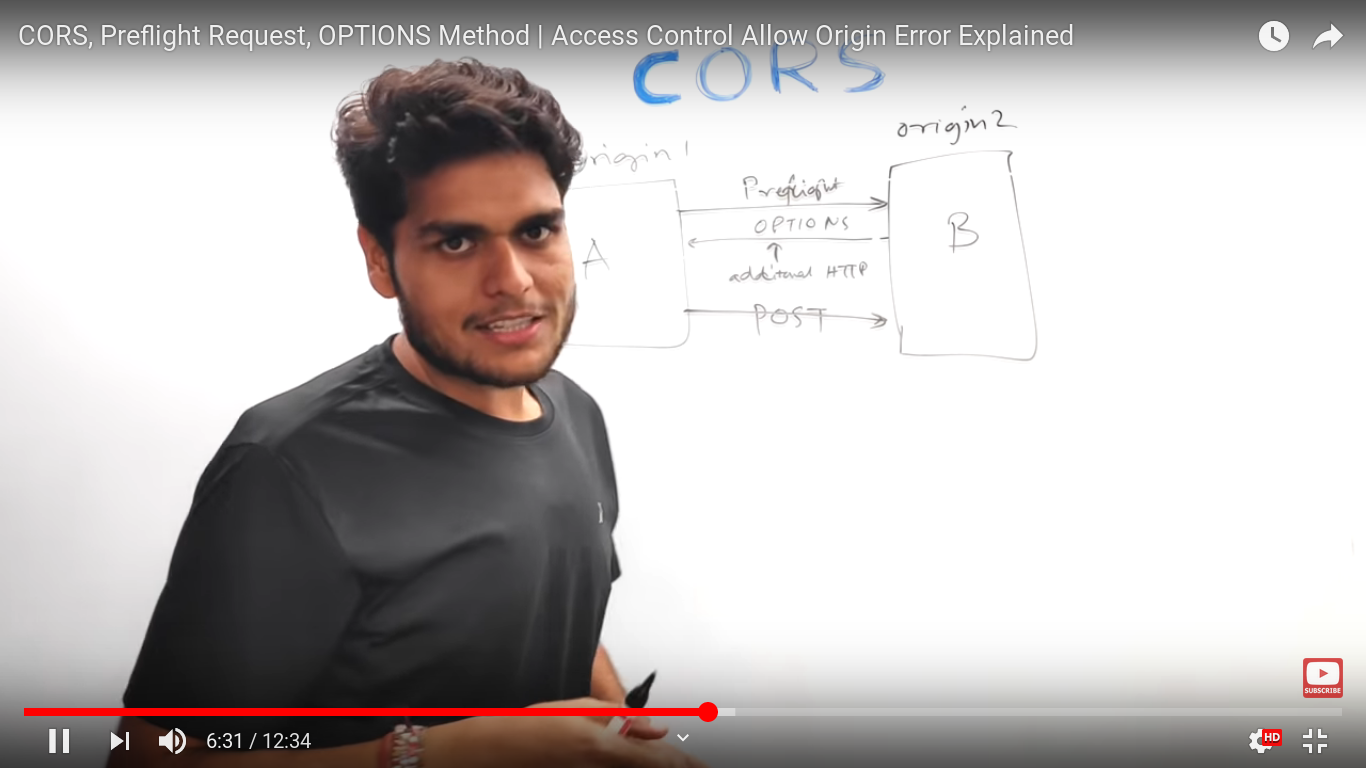 CORS, Preflight Request, OPTIONS Method | Access Control Allow Origin Error Explained
CORS
origin 2
origin 1
Preflight
OPTIONS
B
A
additonal HTTP
POST
SUBSCRIBE
6:31 / 12:34
HD